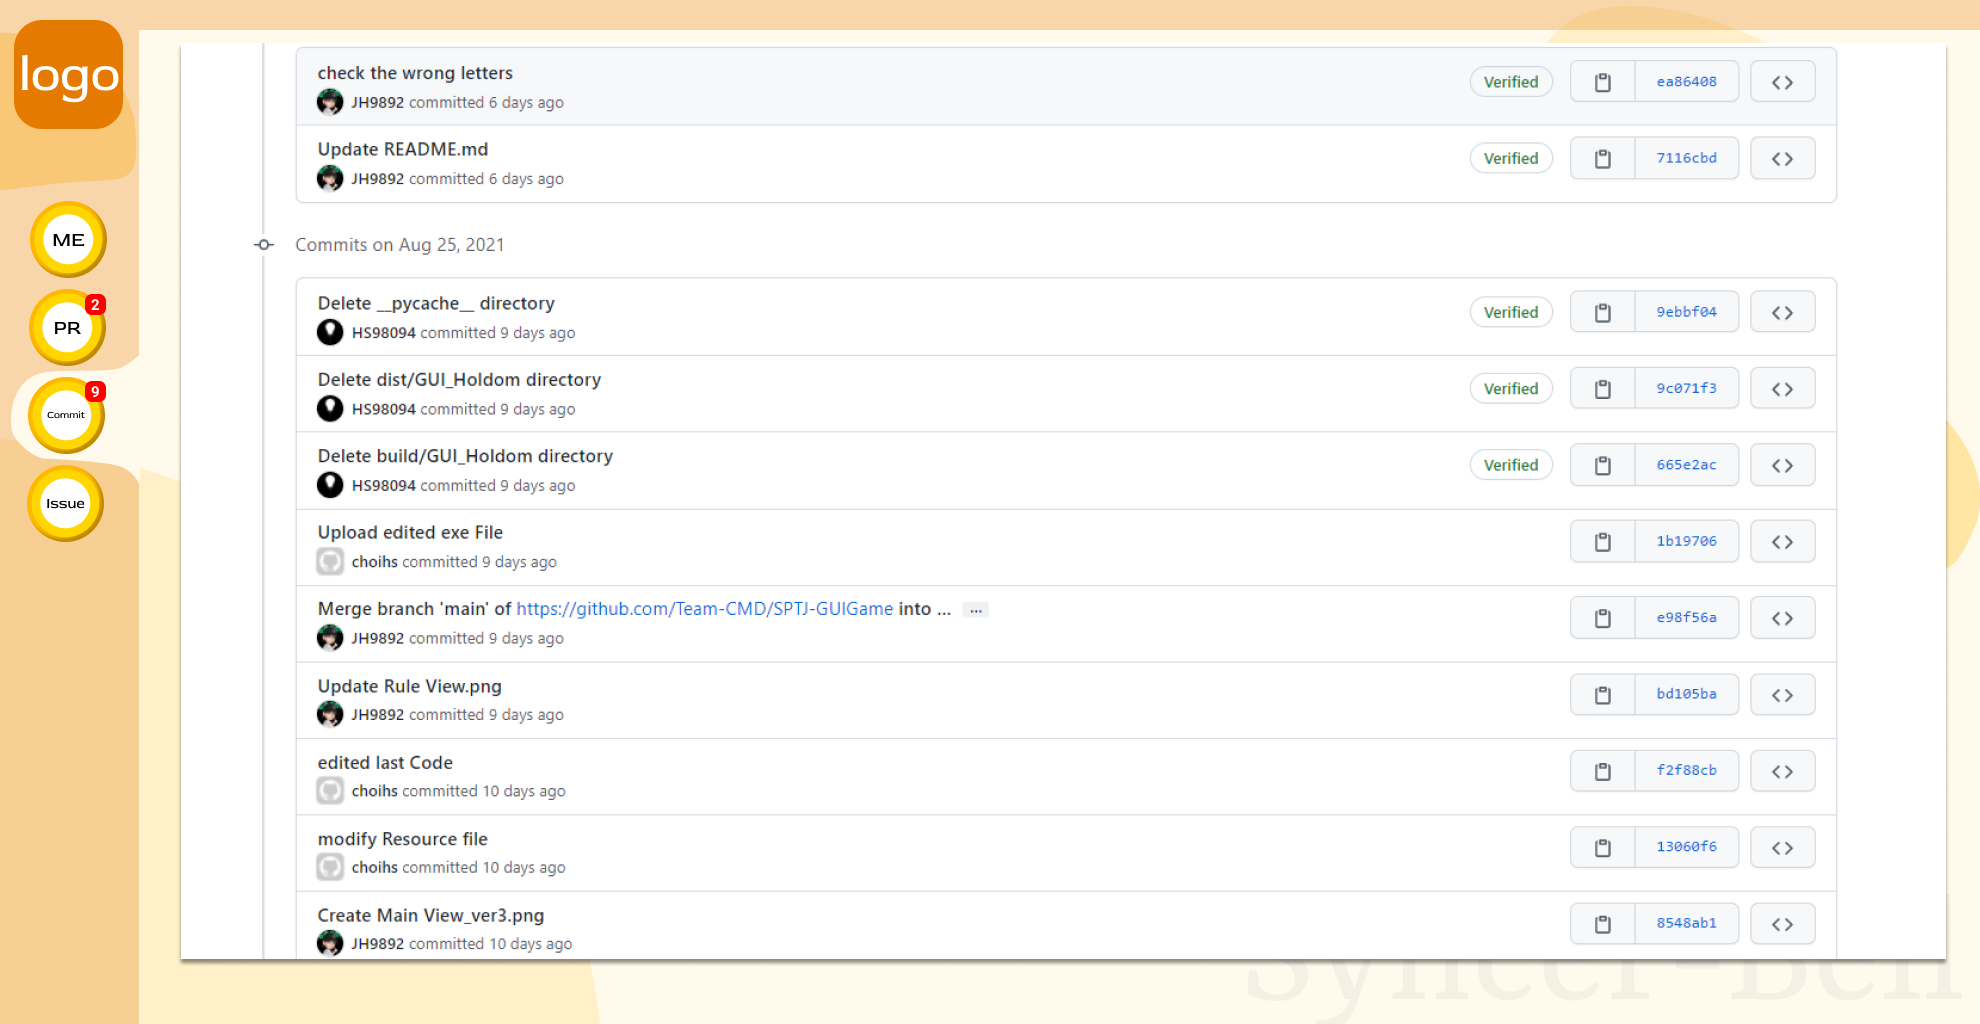 logo
ME
PR
2
Commit
9
Issue
check the wrong letters
JH9892 committed 6 days ago
Verified
ea86408
Update README.md
JH9892 committed 6 days ago
Verified
7116cbd
Commits on Aug 25, 2021
Delete __pycache__ directory
HS98094 committed 9 days ago
Verified
9ebbf04
Delete dist/GUI_Holdom directory
HS98094 committed 9 days ago
Verified
9c071f3
Delete build/GUI_Holdom directory
HS98094 committed 9 days ago
Verified
665e2ac
Upload edited exe File
choihs committed 9 days ago
1b19706
Merge branch 'main' of https://github.com/Team-CMD/SPTJ-GUIGame into ... ...
JH9892 committed 9 days ago
e98f56a
Update Rule View.png
JH9892 committed 9 days ago
bd105ba
edited last Code
choihs committed 10 days ago
f2f88cb
modify Resource file
choihs committed 10 days ago
13060f6
Create Main View_ver3.png
JH9892 committed 10 days ago
8548ab1